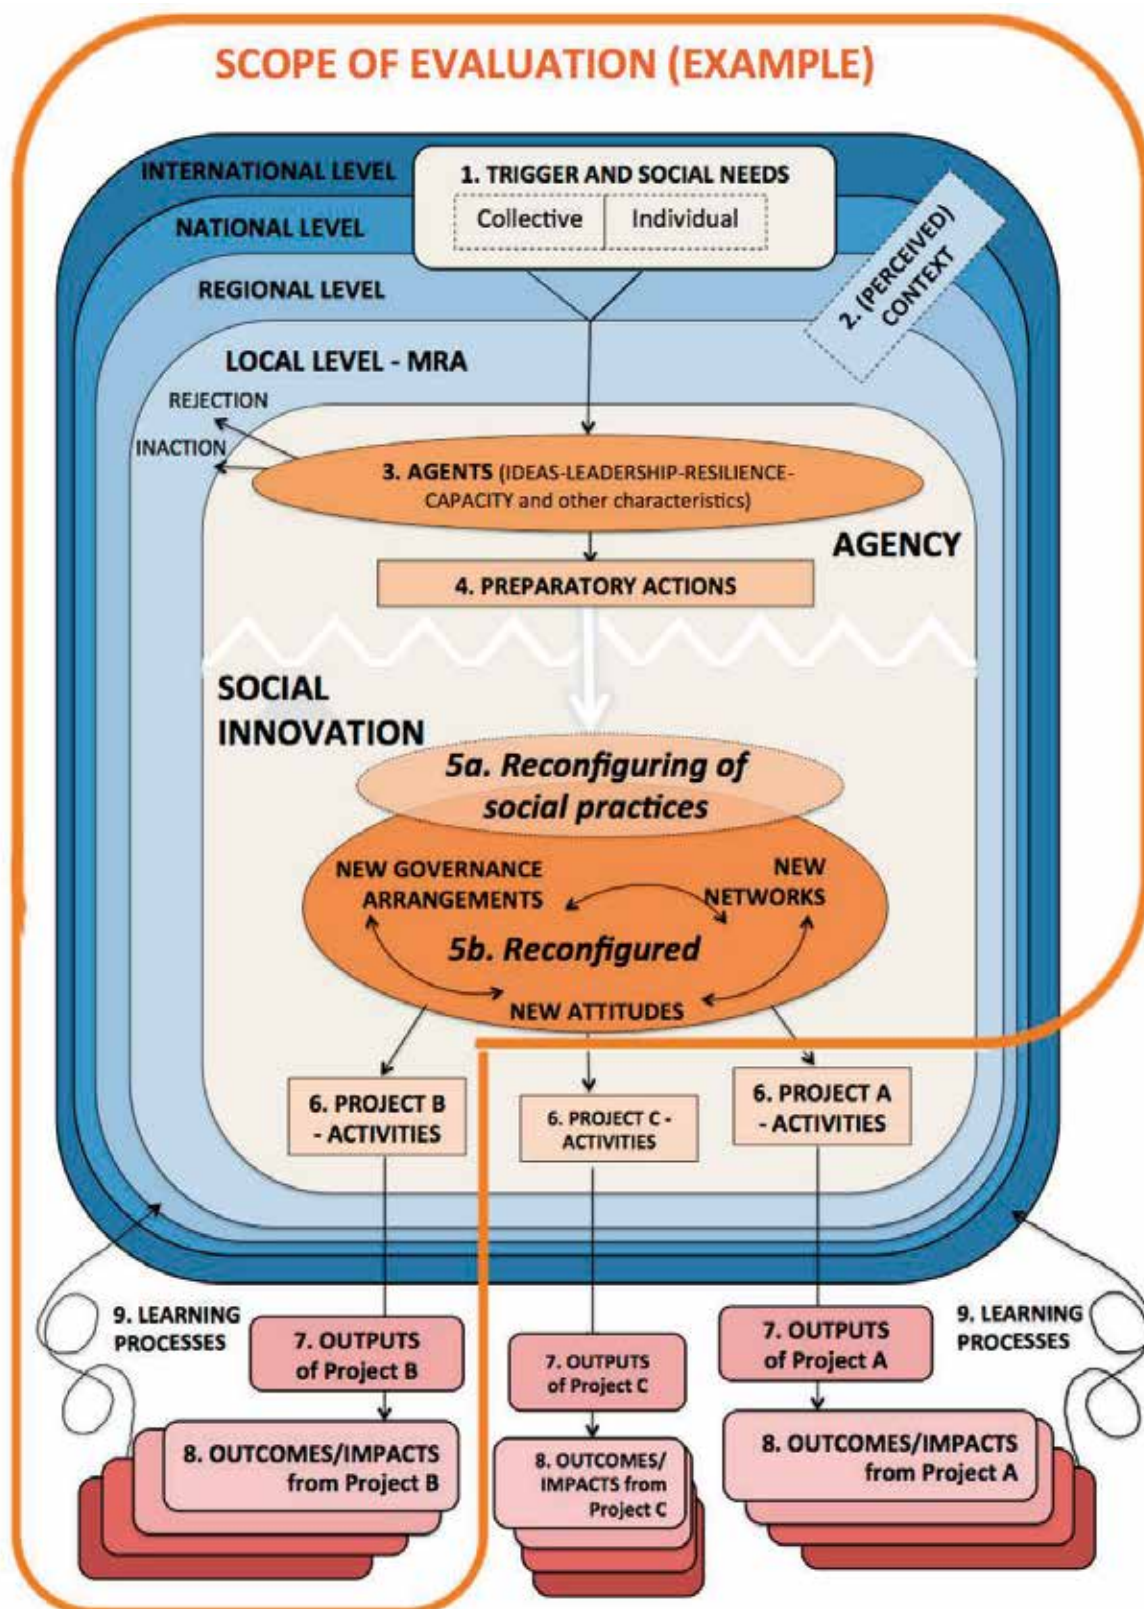 SCOPE OF EVALUATION (EXAMPLE)
INTERNATIONAL LEVEL
1. TRIGGER AND SOCIAL NEEDS
Collective
Individual
NATIONAL LEVEL
2. (PERCEIVED)
CONTEXT
REGIONAL LEVEL
LOCAL LEVEL - MRA
REJECTION
INACTION
3. AGENTS (IDEAS-LEADERSHIP-RESILIENCE-
CAPACITY and other characteristics)
AGENCY
4. PREPARATORY ACTIONS
SOCIAL
INNOVATION
5a. Reconfiguring of
social practices
NEW GOVERNANCE
ARRANGEMENTS
NEW
NETWORKS
5b. Reconfigured
NEW ATTITUDES
6. PROJECT B
- ACTIVITIES
6. PROJECT C -
ACTIVITIES
6. PROJECT A
- ACTIVITIES
9. LEARNING
PROCESSES
7. OUTPUTS
of Project B
7. OUTPUTS
of Project C
7. OUTPUTS
of Project A
9. LEARNING
PROCESSES
8. OUTCOMES/IMPACTS
from Project B
8. OUTCOMES/
IMPACTS from
Project C
8. OUTCOMES/IMPACTS
from Project A